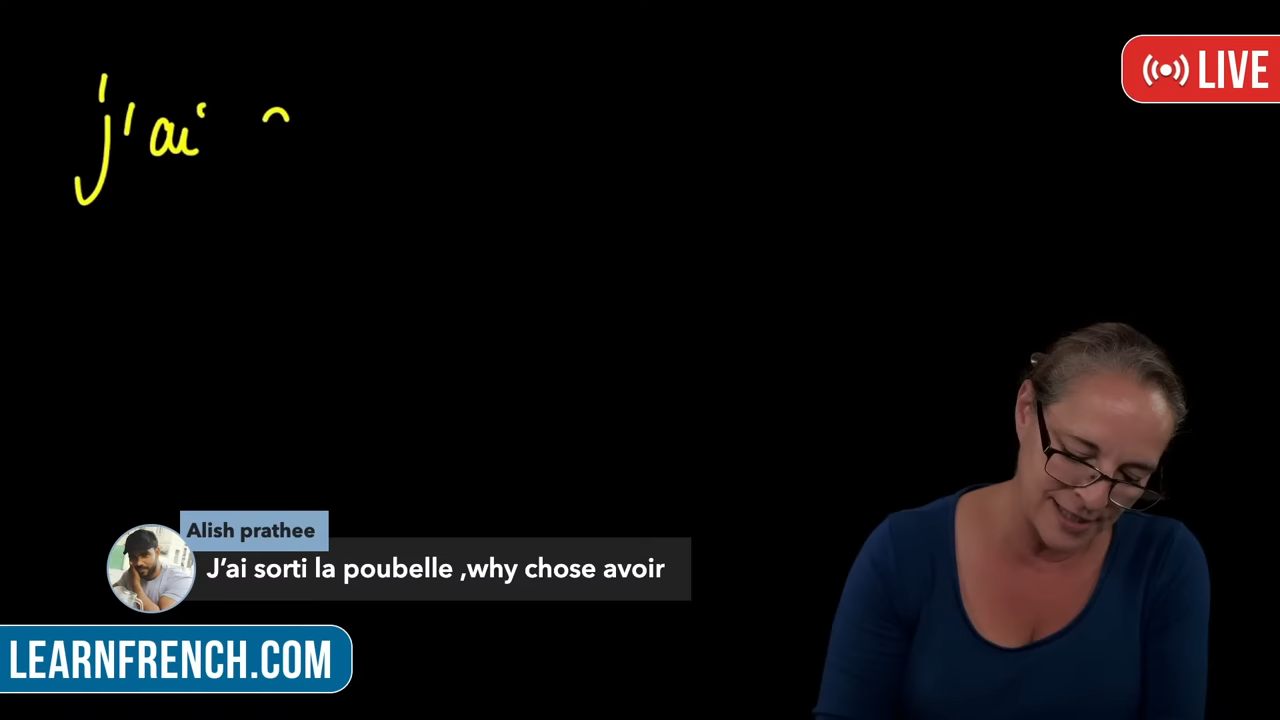 LIVE
j'ai
Alish prathee
J'ai sorti la poubelle ,why chose avoir
LEARNFRENCH.COM